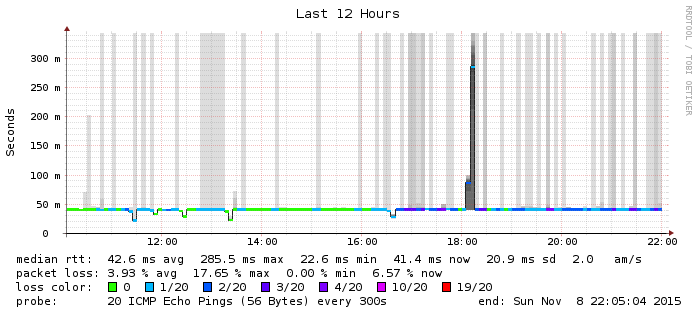 Last 12 Hours
RRDTOOL / TOBI OETIKER
Seconds
300 m
250 m
200 m
150 m
100 m
50 m
0
12:00 14:00 16:00 18:00 20:00 22:00
median rtt: 42.6 ms avg 285.5 ms max 22.6 ms min 41.4 ms now 20.9 ms sd 2.0 am/s
packet loss: 3.93 % avg 17.65 % max 0.00 % min 6.57 % now
loss color: 0 1/20 2/20 3/20 4/20 10/20 19/20
probe: 20 ICMP Echo Pings (56 Bytes) every 300s end: Sun Nov 8 22:05:04 2015